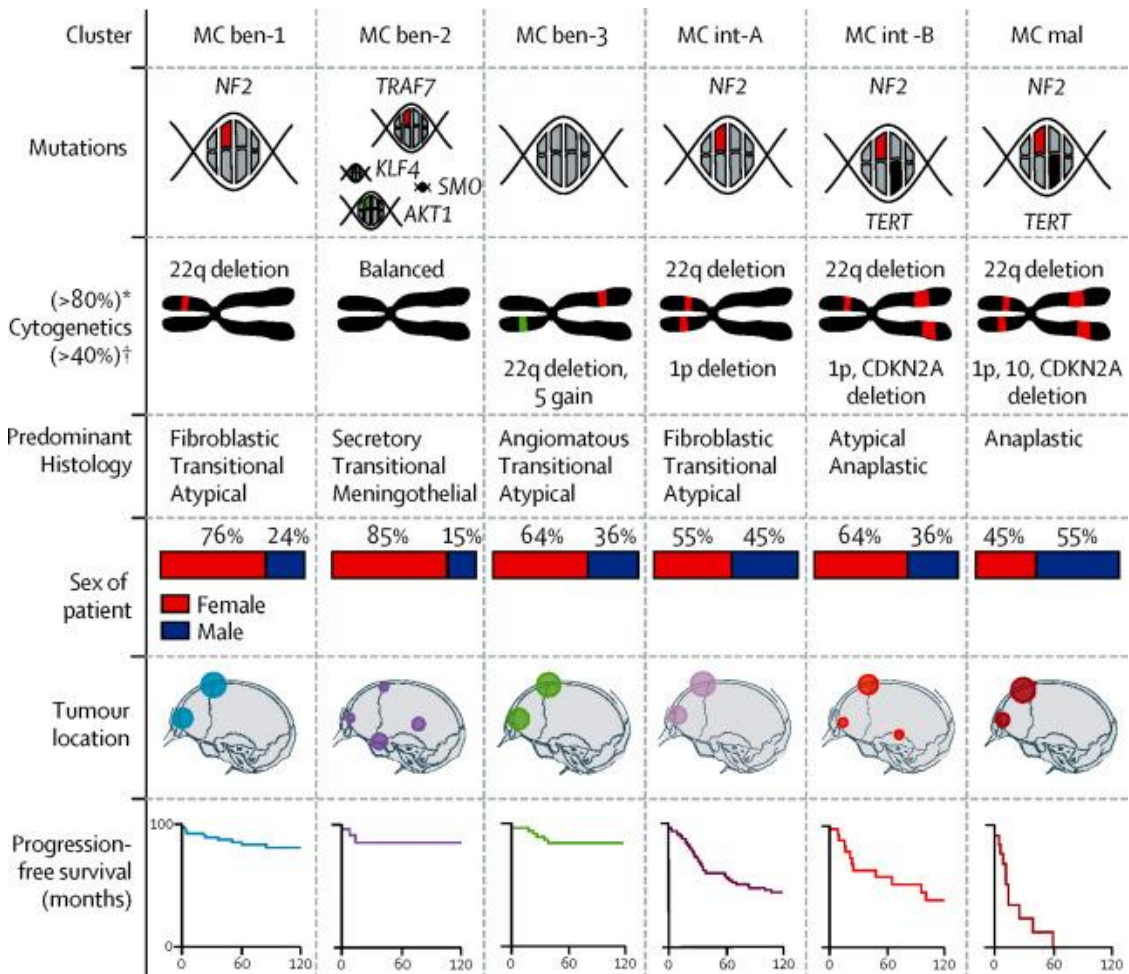 Cluster MC ben-1 MC ben-2 MC ben-3 MC int-A MC int -B MC mal
Mutations
NF2
TRAF7
KLF4
SMO
AKT1
NF2
NF2
TERT
NF2
TERT
(>80%)*
Cytogenetics
(>40%)†
22q deletion
Balanced
22q deletion,
5 gain
22q deletion
1p deletion
22q deletion
1p, CDKN2A
deletion
22q deletion
1p, 10, CDKN2A
deletion
Predominant
Histology
Fibroblastic
Transitional
Atypical
Secretory
Transitional
Meningothelial
Angiomatous
Transitional
Atypical
Fibroblastic
Transitional
Atypical
Atypical
Anaplastic
Anaplastic
Sex of
patient
76% 24%
Female
Male
85% 15%
64% 36%
55% 45%
64% 36%
45% 55%
Tumour
location
Progression-
free survival
(months)
100
0
0 60 120
0 60 120
0 60 120
0 60 120
0 60 120
0 60 120